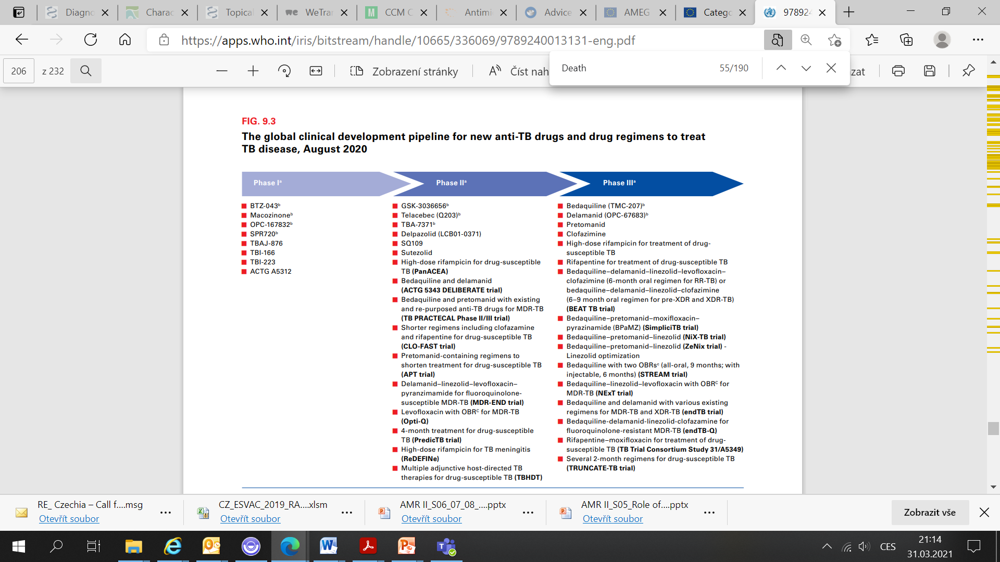 Diagno
Charac
Topical
WeTran
CCM C
Antimi
Advice
AMEG
Catego
97892
https://apps.who.int/iris/bitstream/handle/10665/336069/9789240013131-eng.pdf
206
z 232
Zobrazení stránky
Číst nah
Death
55/190
zat
FIG. 9.3
The global clinical development pipeline for new anti-TB drugs and drug regimens to treat
TB disease, August 2020
Phase Iᵃ
Phase IIᵃ
Phase IIIᵃ
BTZ-043ᵇ
Macozinoneᵇ
OPC-167832ᵇ
SPR720ᵇ
TBAJ-876
TBI-166
TBI-223
ACTG A5312
GSK-3036656ᵇ
Telacebec (Q203)ᵇ
TBA-7371ᵇ
Delpazolid (LCB01-0371)
SQ109
Sutezolid
High-dose rifampicin for drug-susceptible
TB (PanACEA)
Bedaquiline and delamanid
(ACTG 5343 DELIBERATE trial)
Bedaquiline and pretomanid with existing
and re-purposed anti-TB drugs for MDR-TB
(TB PRACTECAL Phase II/III trial)
Shorter regimens including clofazamine
and rifapentine for drug-susceptible TB
(CLO-FAST trial)
Pretomanid-containing regimens to
shorten treatment for drug-susceptible TB
(APT trial)
Delamanid–linezolid–levofloxacin–
pyranzimamide for fluoroquinolone-
susceptible MDR-TB (MDR-END trial)
Levofloxacin with OBRᶜ for MDR-TB
(Opti-Q)
4-month treatment for drug-susceptible
TB (PredicTB trial)
High-dose rifampicin for TB meningitis
(ReDEFINe)
Multiple adjunctive host-directed TB
therapies for drug-susceptible TB (TBHDT)
Bedaquiline (TMC-207)ᵇ
Delamanid (OPC-67683)ᵇ
Pretomanid
Clofazimine
High-dose rifampicin for treatment of drug-
susceptible TB
Rifapentine for treatment of drug-susceptible TB
Bedaquiline–delamanid–linezolid–levofloxacin–
clofazimine (6-month oral regimen for RR-TB) or
bedaquiline–delamanid–linezolid–clofazimine
(6–9 month oral regimen for pre-XDR and XDR-TB)
(BEAT TB trial)
Bedaquiline–pretomanid–moxifloxacin–
pyrazinamide (BPaMZ) (SimpliciTB trial)
Bedaquiline–pretomanid–linezolid (NiX-TB trial)
Bedaquiline–pretomanid–linezolid (ZeNix trial) -
Linezolid optimization
Bedaquiline with two OBRsᶜ (all-oral, 9 months; with
injectable, 6 months) (STREAM trial)
Bedaquiline–linezolid–levofloxacin with OBRᶜ for
MDR-TB (NExT trial)
Bedaquiline and delamanid with various existing
regimens for MDR-TB and XDR-TB (endTB trial)
Bedaquiline-delamanid-linezolid-clofazamine for
fluoroquinolone-resistant MDR-TB (endTB-Q)
Rifapentine–moxifloxacin for treatment of drug-
susceptible TB (TB Trial Consortium Study 31/A5349)
Several 2-month regimens for drug-susceptible TB
(TRUNCATE-TB trial)
RE_ Czechia – Call f....msg
Otevřít soubor
CZ_ESVAC_2019_RA....xlsm
Otevřít soubor
AMR II_S06_07_08_....pptx
Otevřít soubor
AMR II_S05_Role of....pptx
Otevřít soubor
Zobrazit vše
CES
21:14
31.03.2021